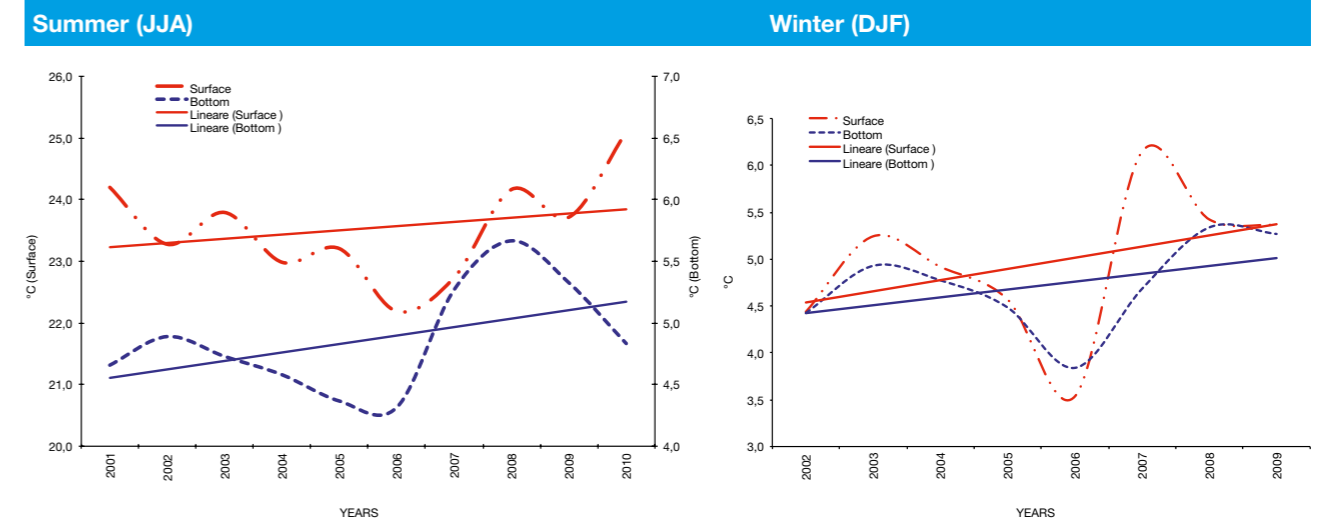 Summer (JJA)
Winter (DJF)
26,0
25,0
24,0
23,0
22,0
21,0
20,0
°C (Surface)
Surface
Bottom
Lineare (Surface )
Lineare (Bottom )
7,0
6,5
6,0
5,5
5,0
4,5
4,0
°C (Bottom)
2001
2002
2003
2004
2005
2006
2007
2008
2009
2010
YEARS
6,5
6,0
5,5
5,0
4,5
4,0
3,5
3,0
°C
Surface
Bottom
Lineare (Surface )
Lineare (Bottom )
2002
2003
2004
2005
2006
2007
2008
2009
YEARS